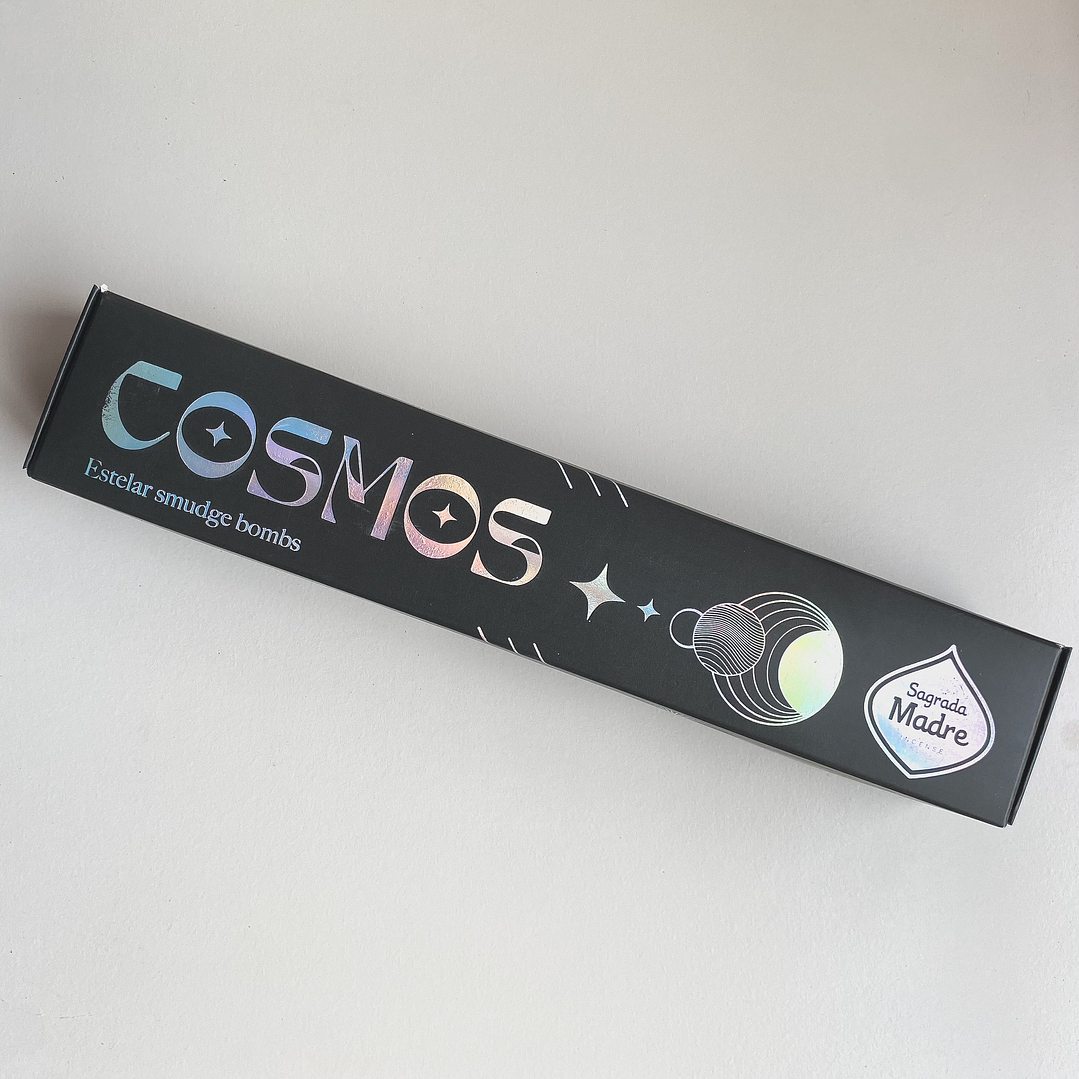 COSMOS
Estelar smudge bombs
Sagrada
Madre
INCENSE